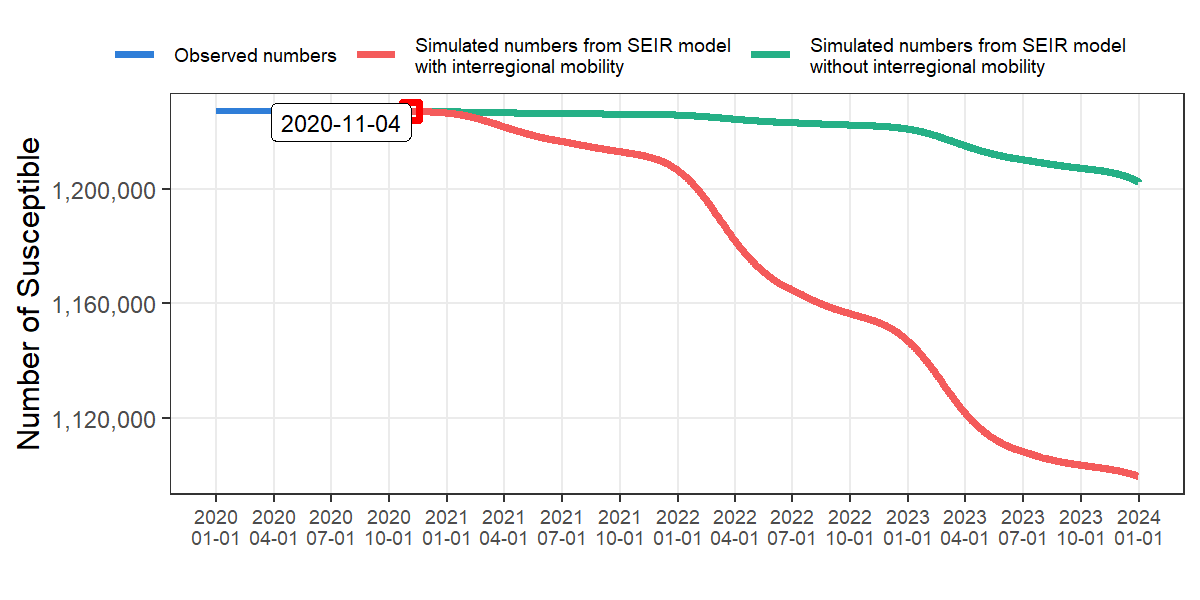 Observed numbers
Simulated numbers from SEIR model
with interregional mobility
Simulated numbers from SEIR model
without interregional mobility
2020-11-04
Number of Susceptible
1,200,000
1,160,000
1,120,000
2020 2020 2020 2020 2021 2021 2021 2021 2022 2022 2022 2022 2023 2023 2023 2023 2024
01-01 04-01 07-01 10-01 01-01 04-01 07-01 10-01 01-01 04-01 07-01 10-01 01-01 04-01 07-01 10-01 01-01